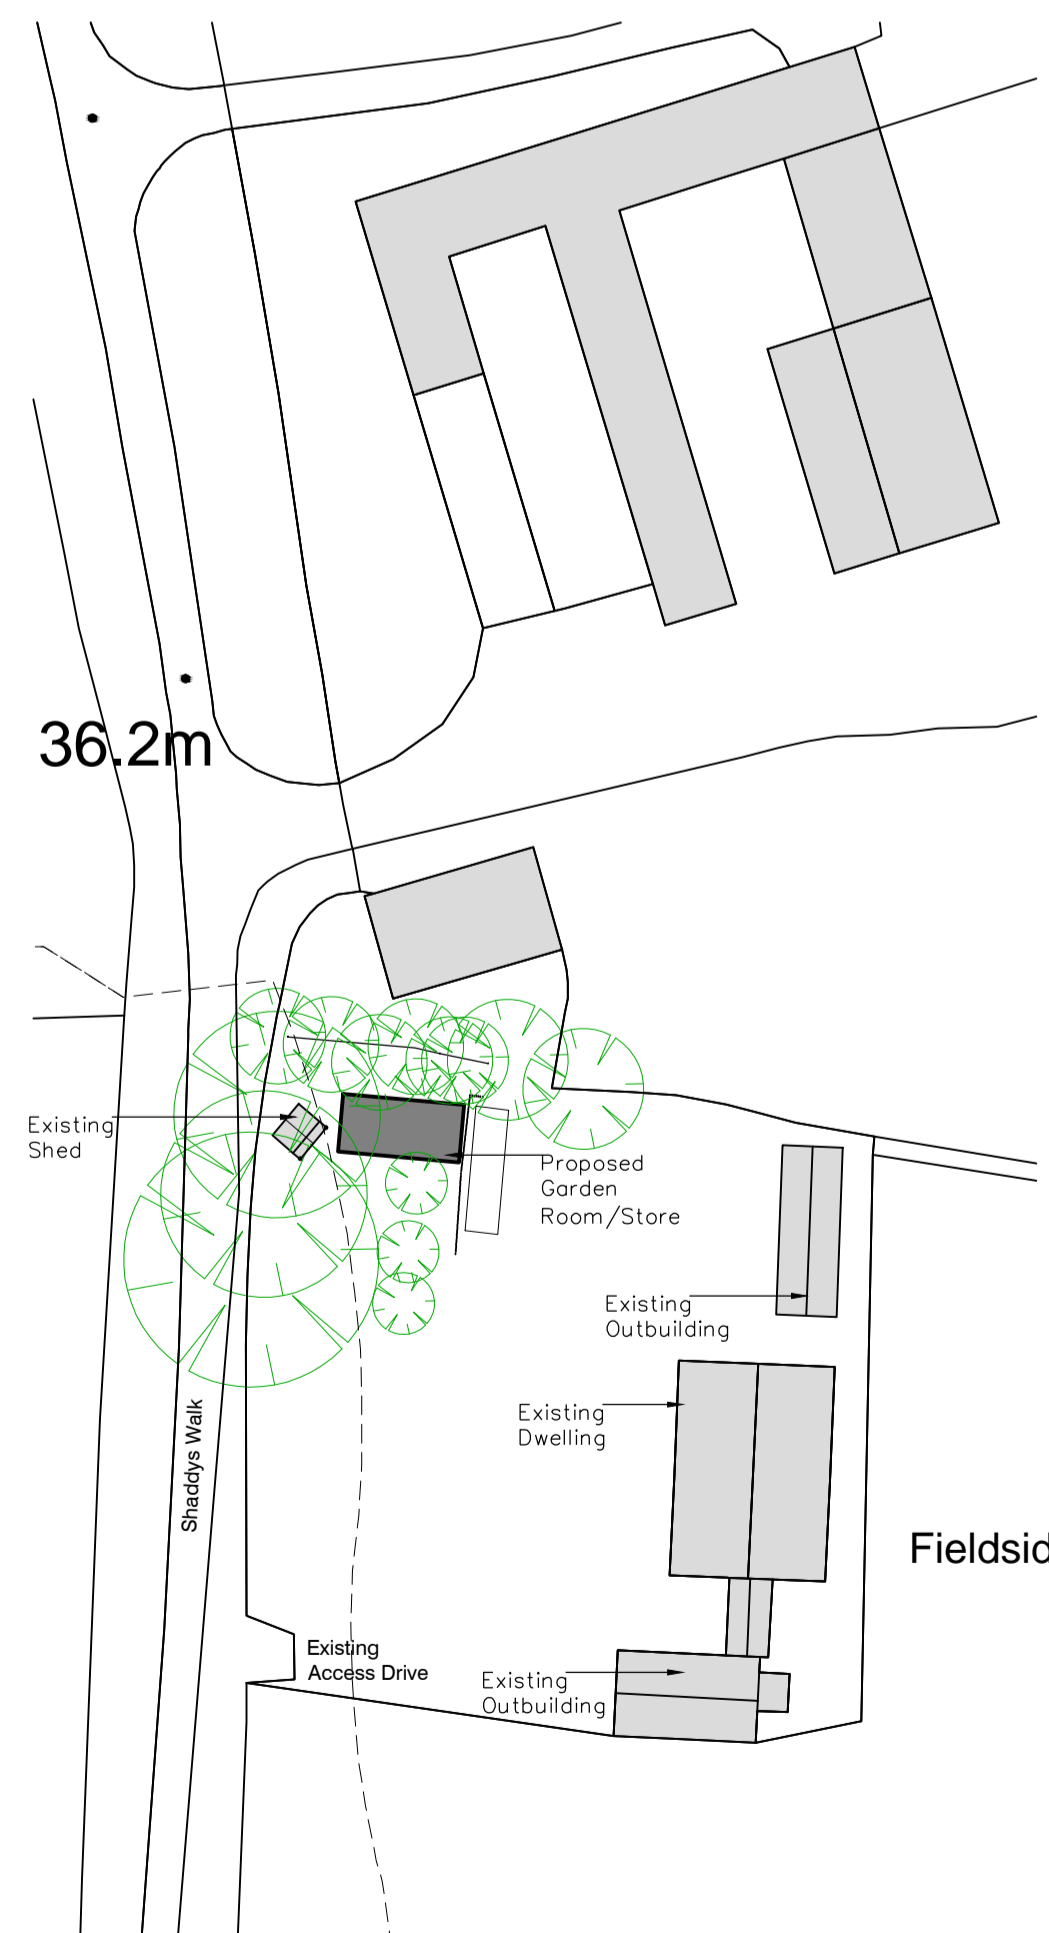 36.2m
Existing
Shed
Proposed
Garden
Room/Store
Existing
Outbuilding
Existing
Dwelling
Shaddys Walk
Fieldsid
Existing
Access Drive
Existing
Outbuilding